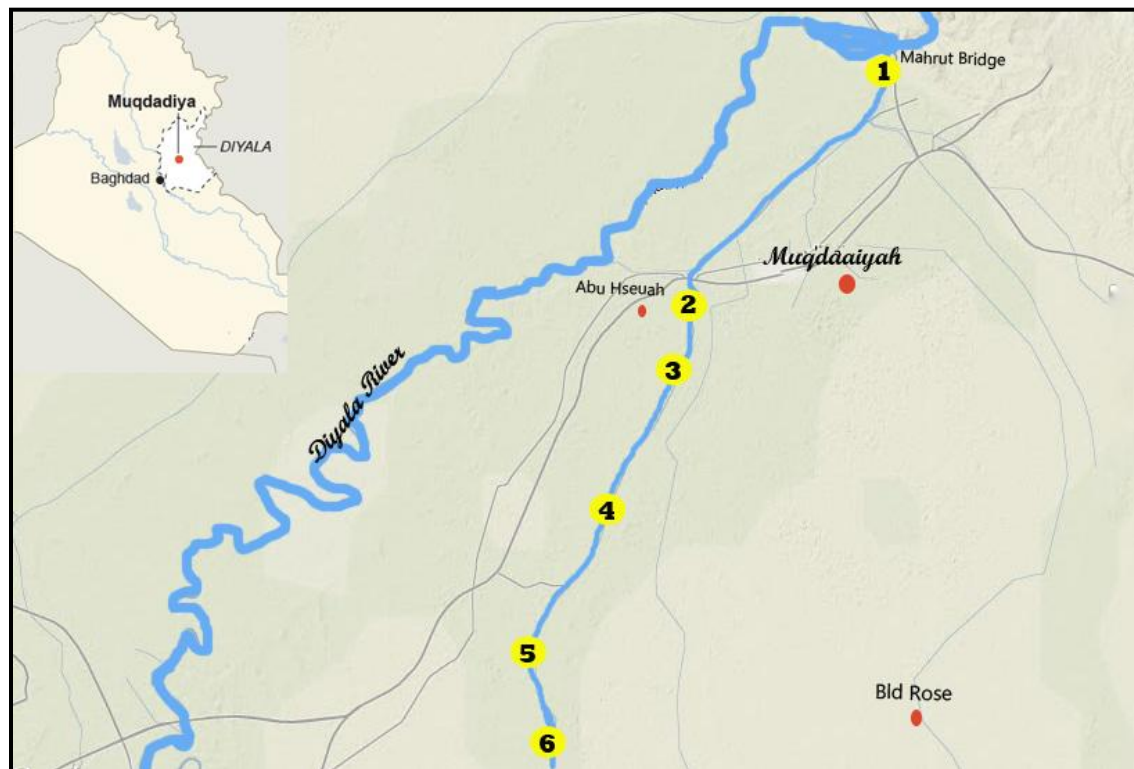 Muqdadiya
DIYALA
Baghdad
Mahrut Bridge
1
Muqdaaiyah
Abu Hseuah
2
3
Diyala River
4
5
Bld Rose
6